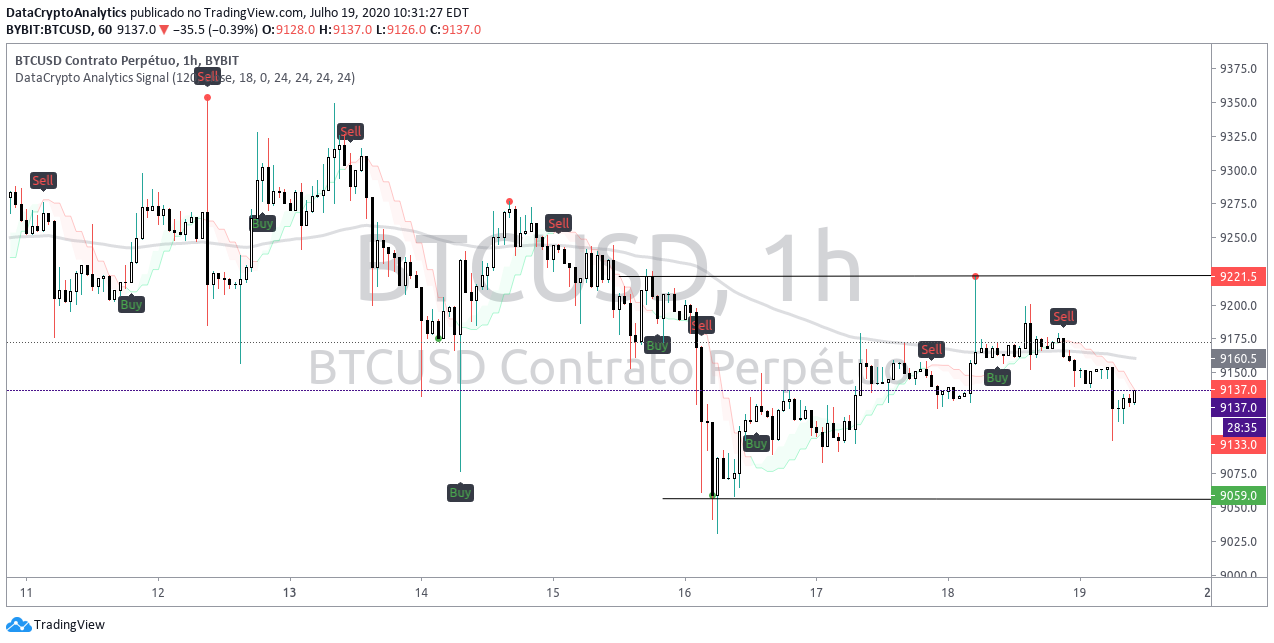 DataCryptoAnalytics publicado no TradingView.com, Julho 19, 2020 10:31:27 EDT
BYBIT:BTCUSD, 60 9137.0 ▼ −35.5 (−0.39%) O:9128.0 H:9137.0 L:9126.0 C:9137.0
BTCUSD Contrato Perpétuo, 1h, BYBIT
DataCrypto Analytics Signal (120, close, 18, 0, 24, 24, 24, 24)
BTCUSD, 1h
BTCUSD Contrato Perpétuo
Sell
Buy
Sell
Buy
Sell
Buy
Sell
Buy
Sell
Buy
Sell
Buy
Sell
9375.0
9350.0
9325.0
9300.0
9275.0
9250.0
9221.5
9200.0
9175.0
9160.5
9150.0
9137.0
9137.0
28:35
9133.0
9075.0
9059.0
9050.0
9025.0
9000.0
11 12 13 14 15 16 17 18 19 2
TradingView